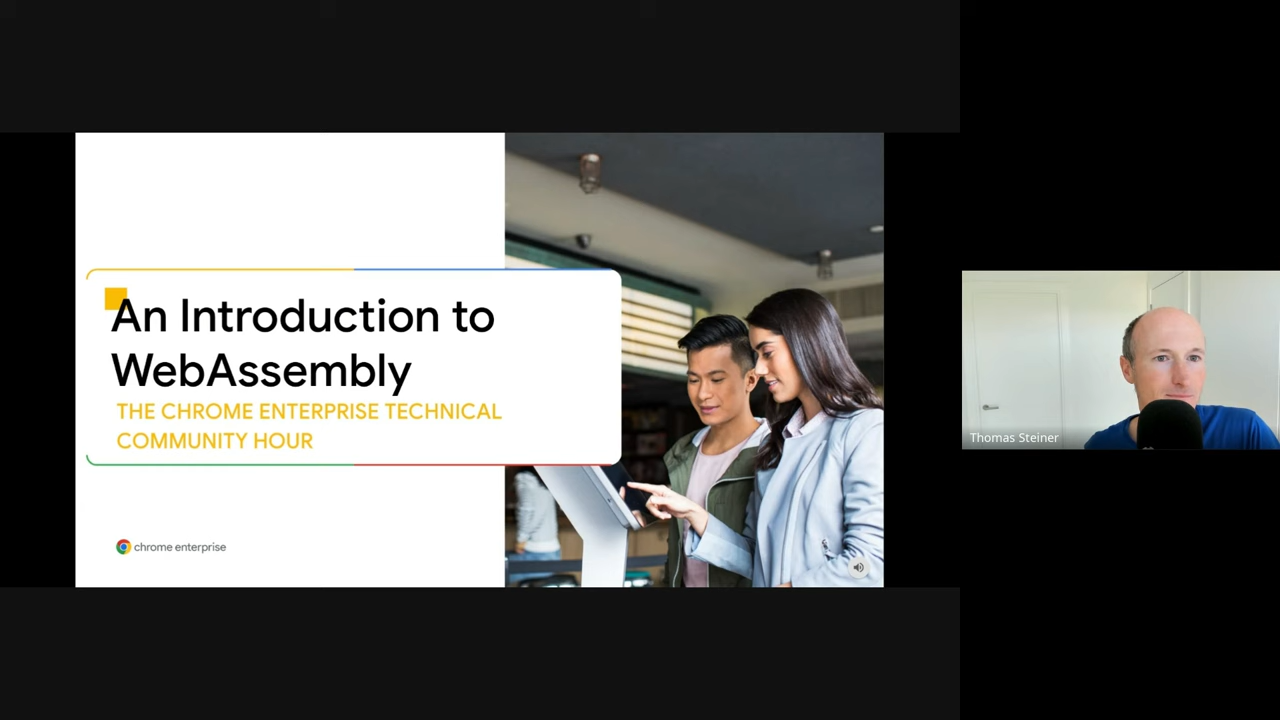 An Introduction to
WebAssembly
THE CHROME ENTERPRISE TECHNICAL
COMMUNITY HOUR
chrome enterprise
Thomas Steiner